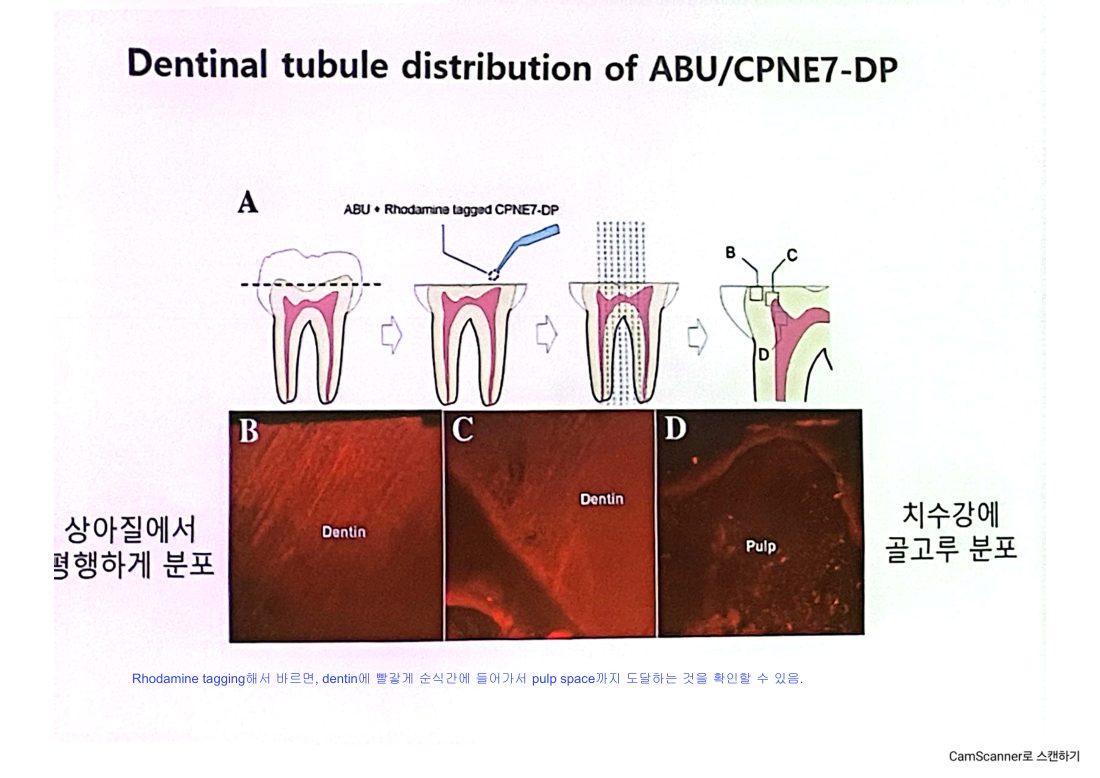 Dentinal tubule distribution of ABU/CPNE7-DP
A
ABU + Rhodamine tagged CPNE7-DP
B
C
D
B
Dentin
C
Dentin
D
Pulp
상아질에서
평행하게 분포
치수강에
골고루 분포
Rhodamine tagging해서 바르면, dentin에 빨갛게 순식간에 들어가서 pulp space까지 도달하는 것을 확인할 수 있음.
CamScanner로 스캔하기